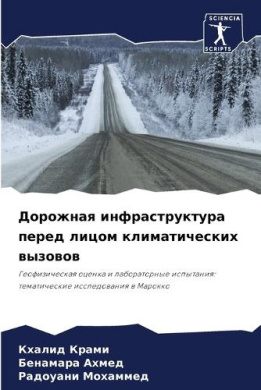 SCIENCIA
SCRIPTS
Дорожная инфраструктура
перед лицом климатических
вызовов
Геофизическая оценка и лабораторные испытания:
тематические исследования в Марокко
Кхалид Крами
Бенамара Ахмед
Радоуани Мохаммед